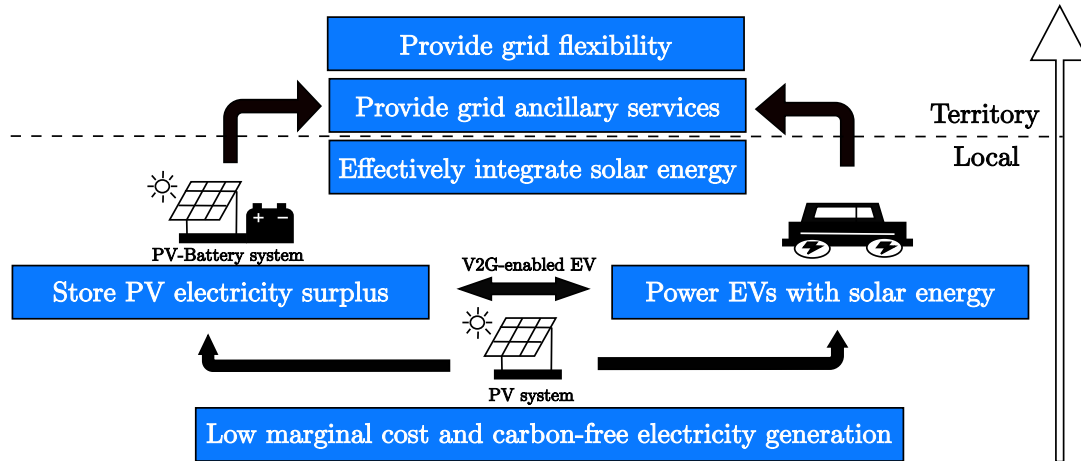 Provide grid flexibility
Provide grid ancillary services
Territory
Local
Effectively integrate solar energy
+ −
PV-Battery system
V2G-enabled EV
Store PV electricity surplus
Power EVs with solar energy
PV system
Low marginal cost and carbon-free electricity generation